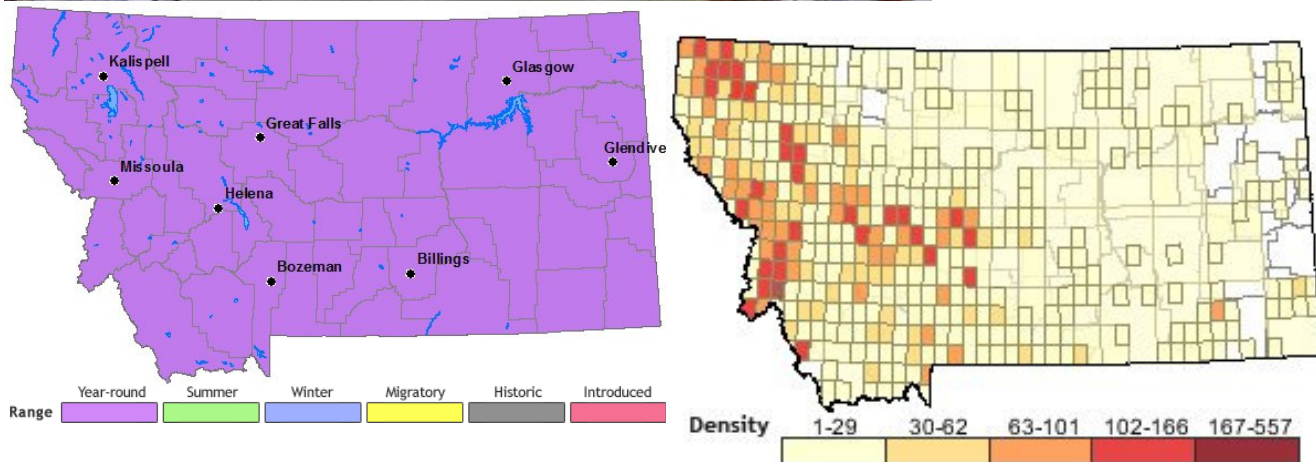 Kalispell
Glasgow
Great Falls
Glendive
Missoula
Helena
Bozeman
Billings
Year-round Summer Winter Migratory Historic Introduced
Range
Density 1-29 30-62 63-101 102-166 167-557